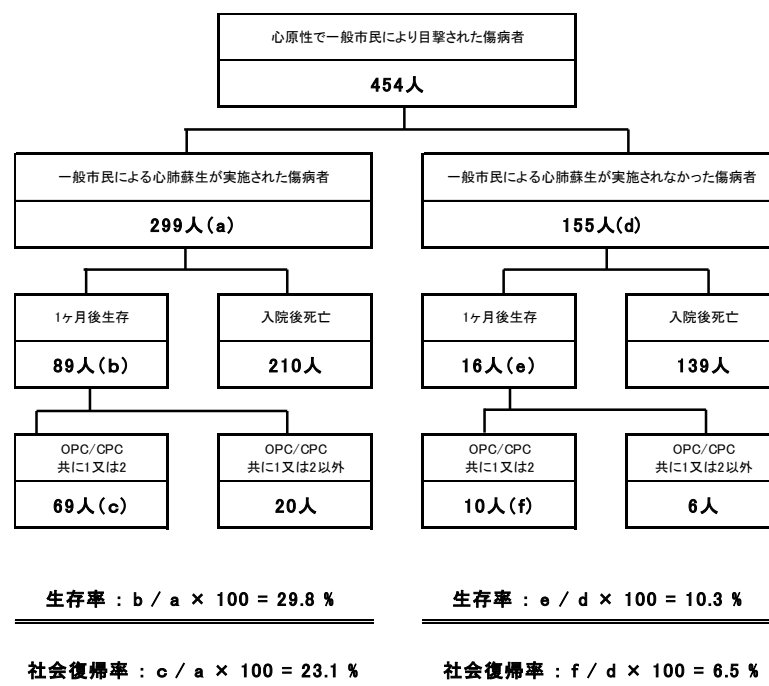 心原性で一般市民により目撃された傷病者
454人
一般市民による心肺蘇生が実施された傷病者
299人(a)
一般市民による心肺蘇生が実施されなかった傷病者
155人(d)
1ヶ月後生存
89人(b)
入院後死亡
210人
1ヶ月後生存
16人(e)
入院後死亡
139人
OPC/CPC
共に1又は2
69人(c)
OPC/CPC
共に1又は2以外
20人
OPC/CPC
共に1又は2
10人(f)
OPC/CPC
共に1又は2以外
6人
生存率 : b / a × 100 = 29.8 %
生存率 : e / d × 100 = 10.3 %
社会復帰率 : c / a × 100 = 23.1 %
社会復帰率 : f / d × 100 = 6.5 %